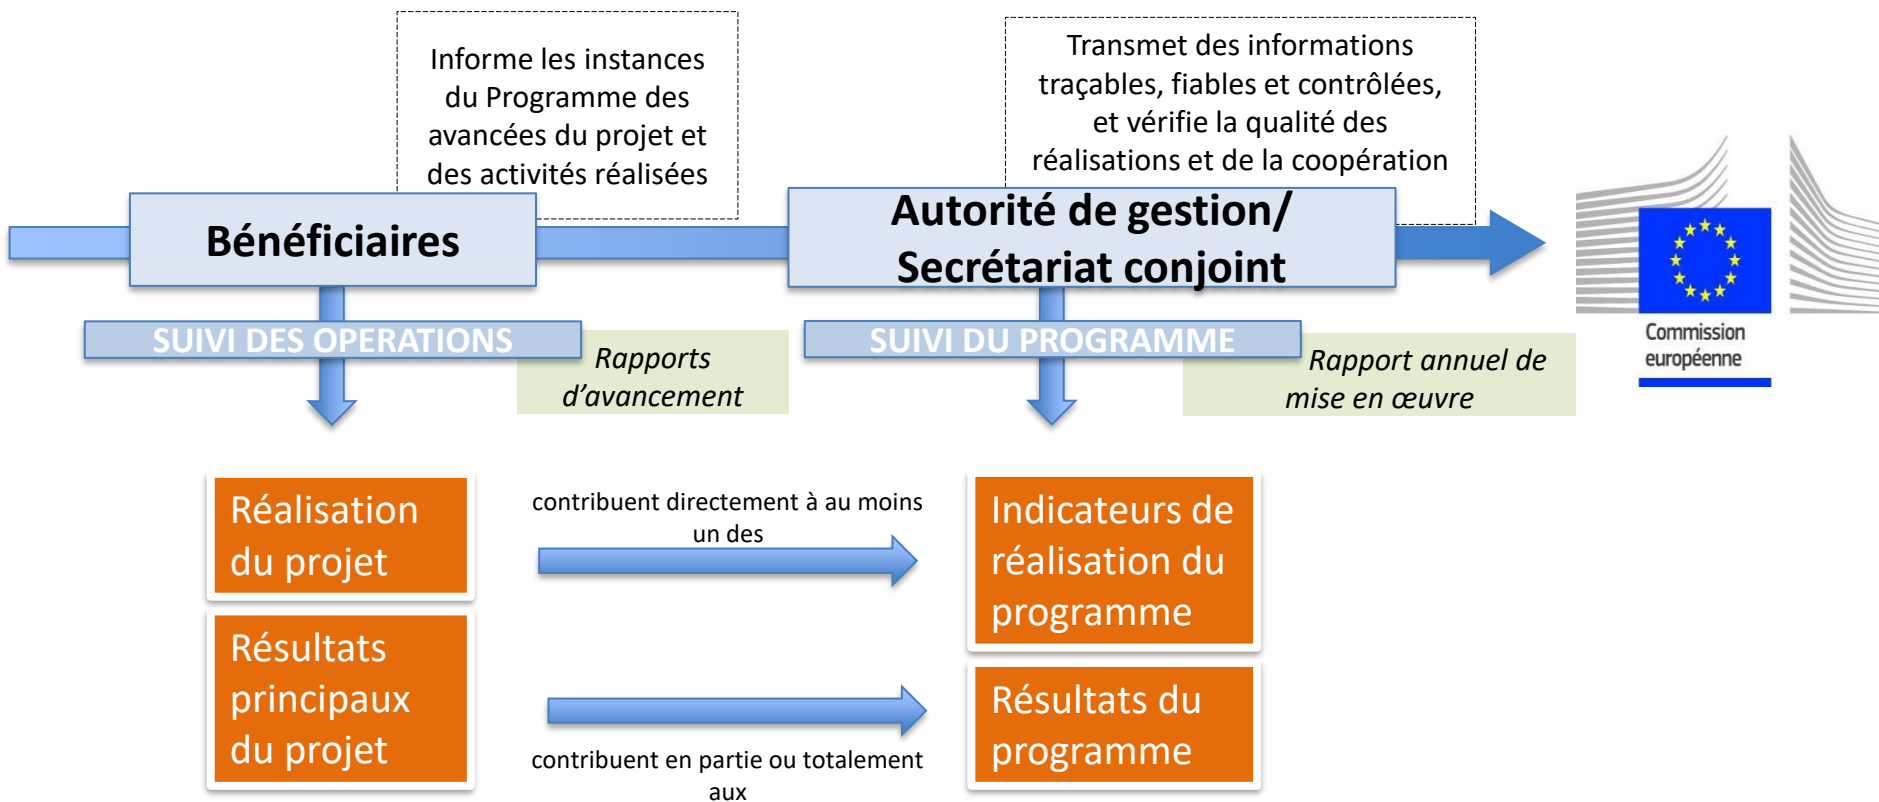 Informe les instances
du Programme des
avancées du projet et
des activités réalisées
Transmet des informations
traçables, fiables et contrôlées,
et vérifie la qualité des
réalisations et de la coopération
Bénéficiaires
Autorité de gestion/
Secrétariat conjoint
SUIVI DES OPERATIONS
Rapports
d’avancement
SUIVI DU PROGRAMME
Rapport annuel de
mise en œuvre
Commission
européenne
Réalisation
du projet
contribuent directement à au moins
un des
Indicateurs de
réalisation du
programme
Résultats
principaux
du projet
contribuent en partie ou totalement
aux
Résultats du
programme